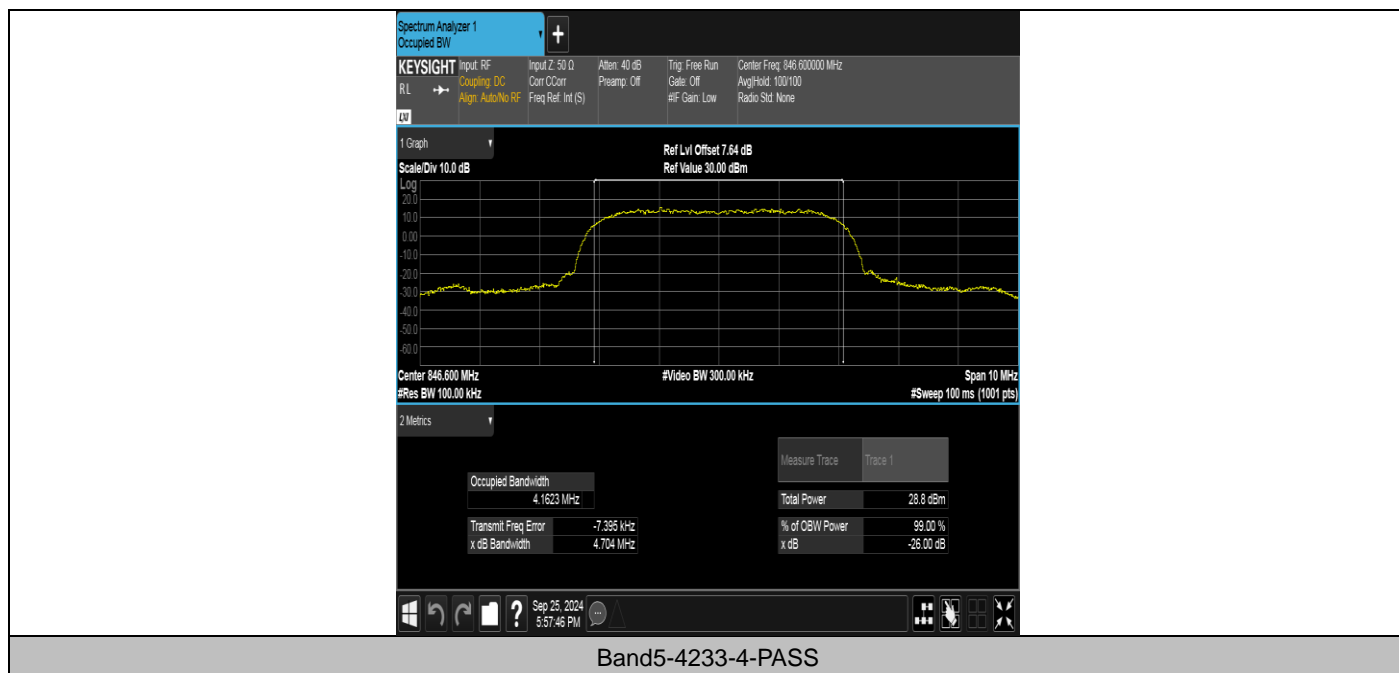 Spectrum Analyzer 1
Occupied BW
+
KEYSIGHT
RL
LXI
Input: RF
Coupling: DC
Align: Auto/No RF
Input Z: 50 Ω
Corr CCorr
Freq Ref: Int (S)
Atten: 40 dB
Preamp: Off
Trig: Free Run
Gate: Off
#IF Gain: Low
Center Freq: 846.600000 MHz
Avg|Hold: 100/100
Radio Std: None
1 Graph
Scale/Div 10.0 dB
Ref Lvl Offset 7.64 dB
Ref Value 30.00 dBm
Log
20.0
10.0
0.00
-10.0
-20.0
-30.0
-40.0
-50.0
-60.0
Center 846.600 MHz
#Res BW 100.00 kHz
#Video BW 300.00 kHz
Span 10 MHz
#Sweep 100 ms (1001 pts)
2 Metrics
Measure Trace Trace 1
Occupied Bandwidth
4.1623 MHz
Total Power 28.8 dBm
Transmit Freq Error -7.395 kHz
% of OBW Power 99.00 %
x dB Bandwidth 4.704 MHz
x dB -26.00 dB
?
Sep 25, 2024
5:57:46 PM
Band5-4233-4-PASS